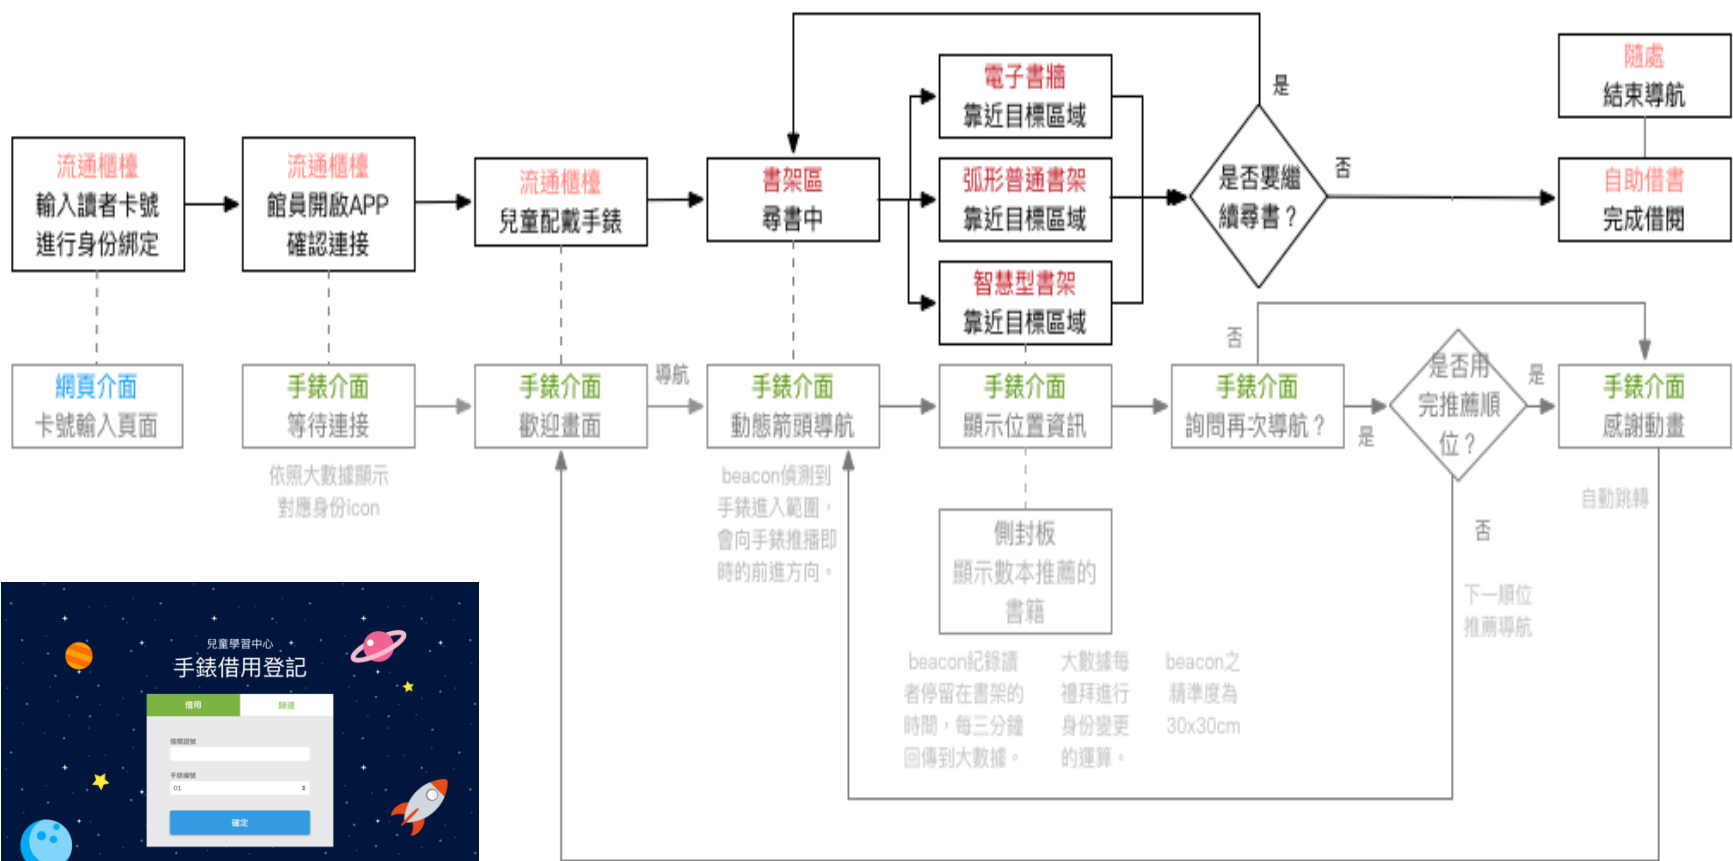 流通櫃檯
輸入讀者卡號
進行身份綁定
流通櫃檯
館員開啟APP
確認連接
流通櫃檯
兒童配戴手錶
書架區
尋書中
電子書牆
靠近目標區域
弧形普通書架
靠近目標區域
智慧型書架
靠近目標區域
是
是否要繼
續尋書？
否
隨處
結束導航
自助借書
完成借閱
網頁介面
卡號輸入頁面
手錶介面
等待連接
依照大數據顯示
對應身份icon
手錶介面
歡迎畫面
導航
手錶介面
動態箭頭導航
beacon偵測到
手錶進入範圍，
會向手錶推播即
時的前進方向。
手錶介面
顯示位置資訊
側封板
顯示數本推薦的
書籍
beacon紀錄讀
者停留在書架的
時間，每三分鐘
回傳到大數據。
大數據每
禮拜進行
身份變更
的運算。
beacon之
精準度為
30x30cm
否
手錶介面
詢問再次導航？
是
是否用
完推薦順
位？
是
否
下一順位
推薦導航
手錶介面
感謝動畫
自動跳轉
兒童學習中心
手錶借用登記
借用
歸還
借閱證號
手錶編號
01
確定